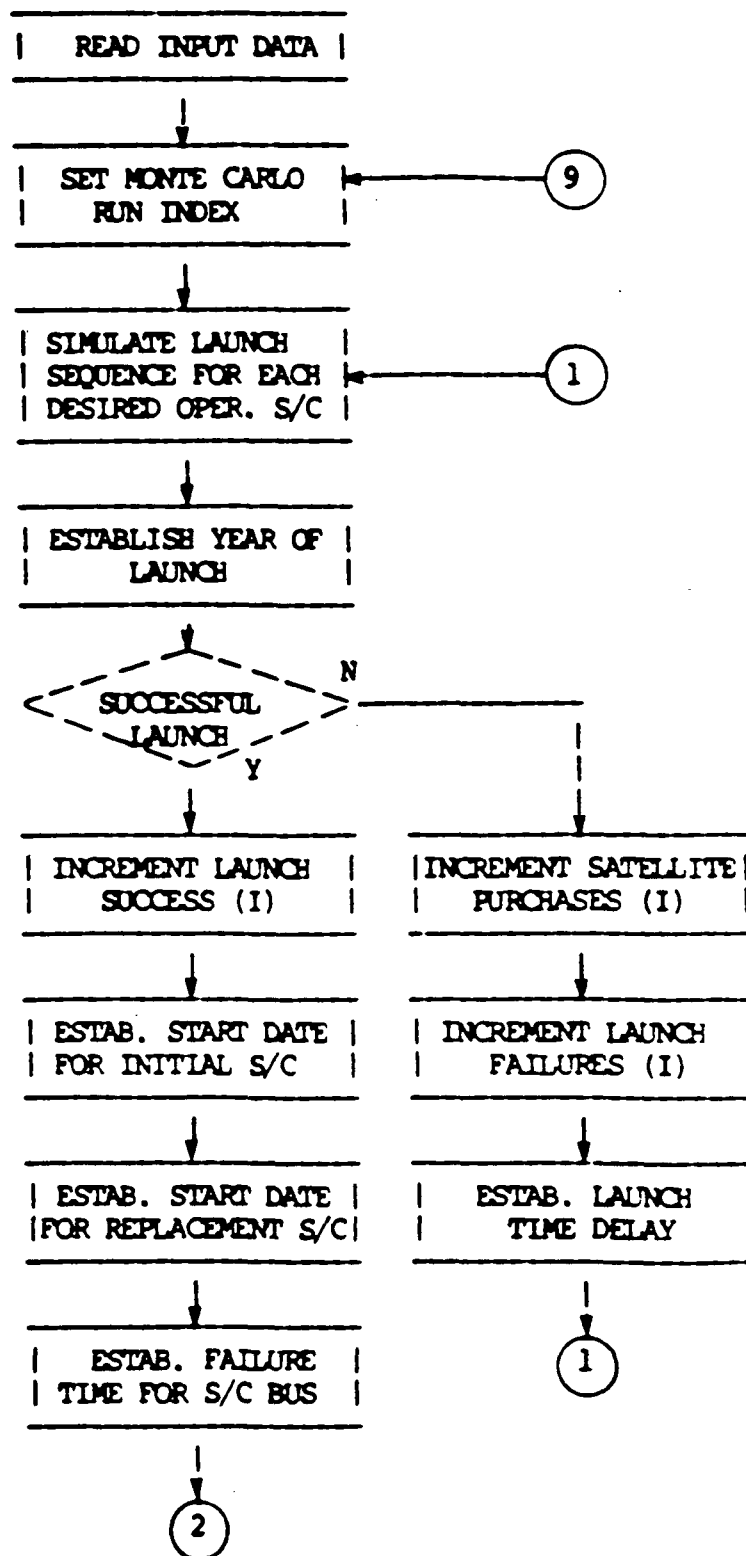 READ INPUT DATA
SET MONTE CARLO
RUN INDEX
9
SIMULATE LAUNCH
SEQUENCE FOR EACH
DESIRED OPER. S/C
1
ESTABLISH YEAR OF
LAUNCH
SUCCESSFUL
LAUNCH
N
Y
INCREMENT LAUNCH
SUCCESS (I)
ESTAB. START DATE
FOR INITIAL S/C
ESTAB. START DATE
FOR REPLACEMENT S/C
ESTAB. FAILURE
TIME FOR S/C BUS
2
INCREMENT SATELLITE
PURCHASES (I)
INCREMENT LAUNCH
FAILURES (I)
ESTAB. LAUNCH
TIME DELAY
1